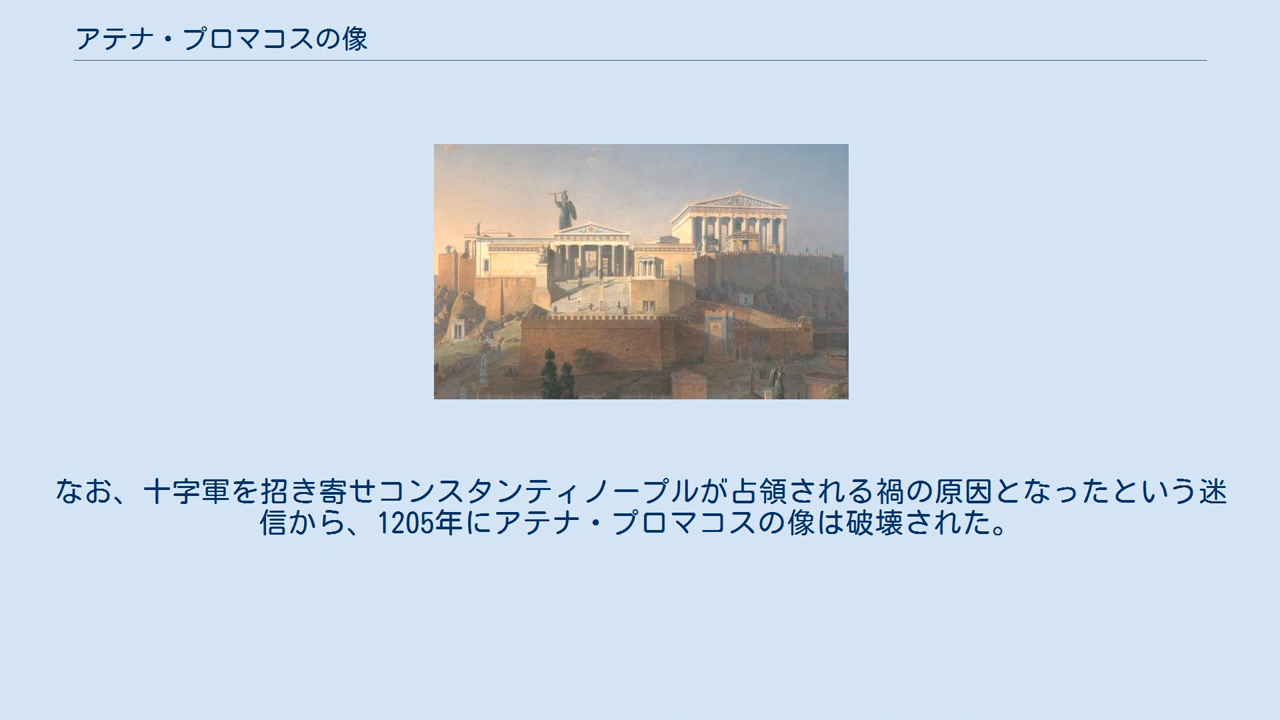 アテナ・プロマコスの像
なお、十字軍を招き寄せコンスタンティノープルが占領される禍の原因となったという迷
信から、1205年にアテナ・プロマコスの像は破壊された。